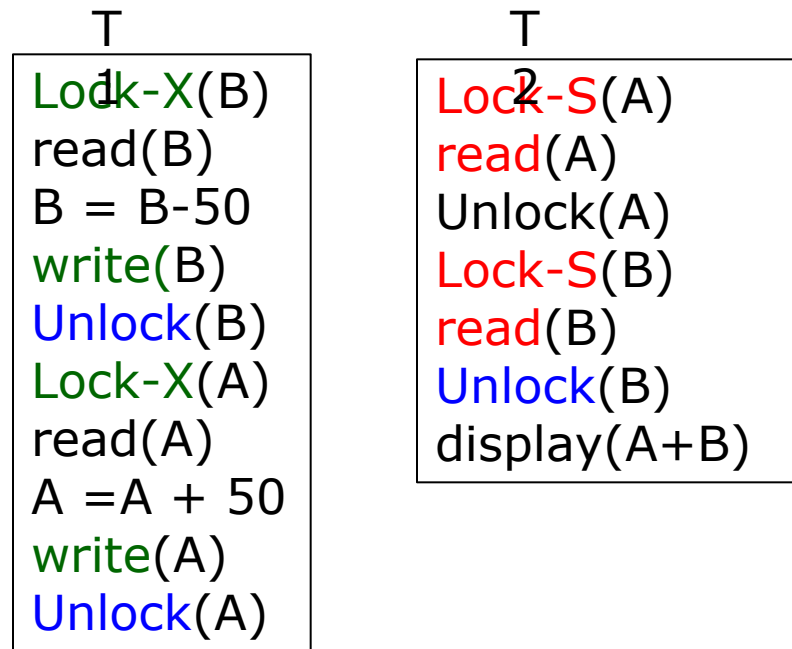 T
1
Lock-X(B)
read(B)
B = B-50
write(B)
Unlock(B)
Lock-X(A)
read(A)
A =A + 50
write(A)
Unlock(A)
T
2
Lock-S(A)
read(A)
Unlock(A)
Lock-S(B)
read(B)
Unlock(B)
display(A+B)